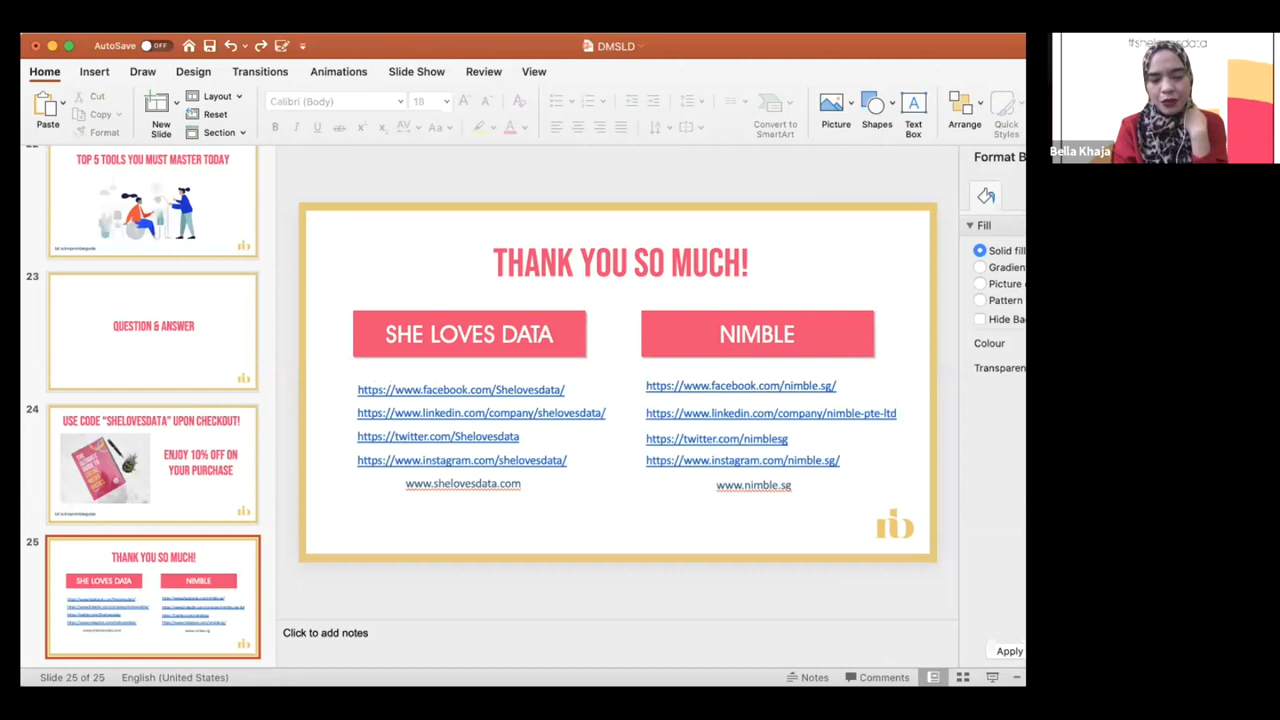 AutoSave OFF
DMSLD
Home Insert Draw Design Transitions Animations Slide Show Review View
Paste
Cut
Copy
Format
New Slide
Layout
Reset
Section
Calibri (Body) 18
Convert to SmartArt
Picture
Shapes
Text Box
Arrange
Quick Styles
22
TOP 5 TOOLS YOU MUST MASTER TODAY
23
QUESTION & ANSWER
24
USE CODE “SHELOVESDATA” UPON CHECKOUT!
ENJOY 10% OFF ON
YOUR PURCHASE
25
THANK YOU SO MUCH!
SHE LOVES DATA NIMBLE
THANK YOU SO MUCH!
SHE LOVES DATA
https://www.facebook.com/Shelovesdata/
https://www.linkedin.com/company/shelovesdata/
https://twitter.com/Shelovesdata
https://www.instagram.com/shelovesdata/
www.shelovesdata.com
NIMBLE
https://www.facebook.com/nimble.sg/
https://www.linkedin.com/company/nimble-pte-ltd
https://twitter.com/nimblesg
https://www.instagram.com/nimble.sg/
www.nimble.sg
nb
Click to add notes
Format B
Fill
Solid fill
Gradien
Picture
Pattern
Hide Ba
Colour
Transparen
Apply
Slide 25 of 25 English (United States)
Notes Comments
#shelovesdata
Bella Khaja